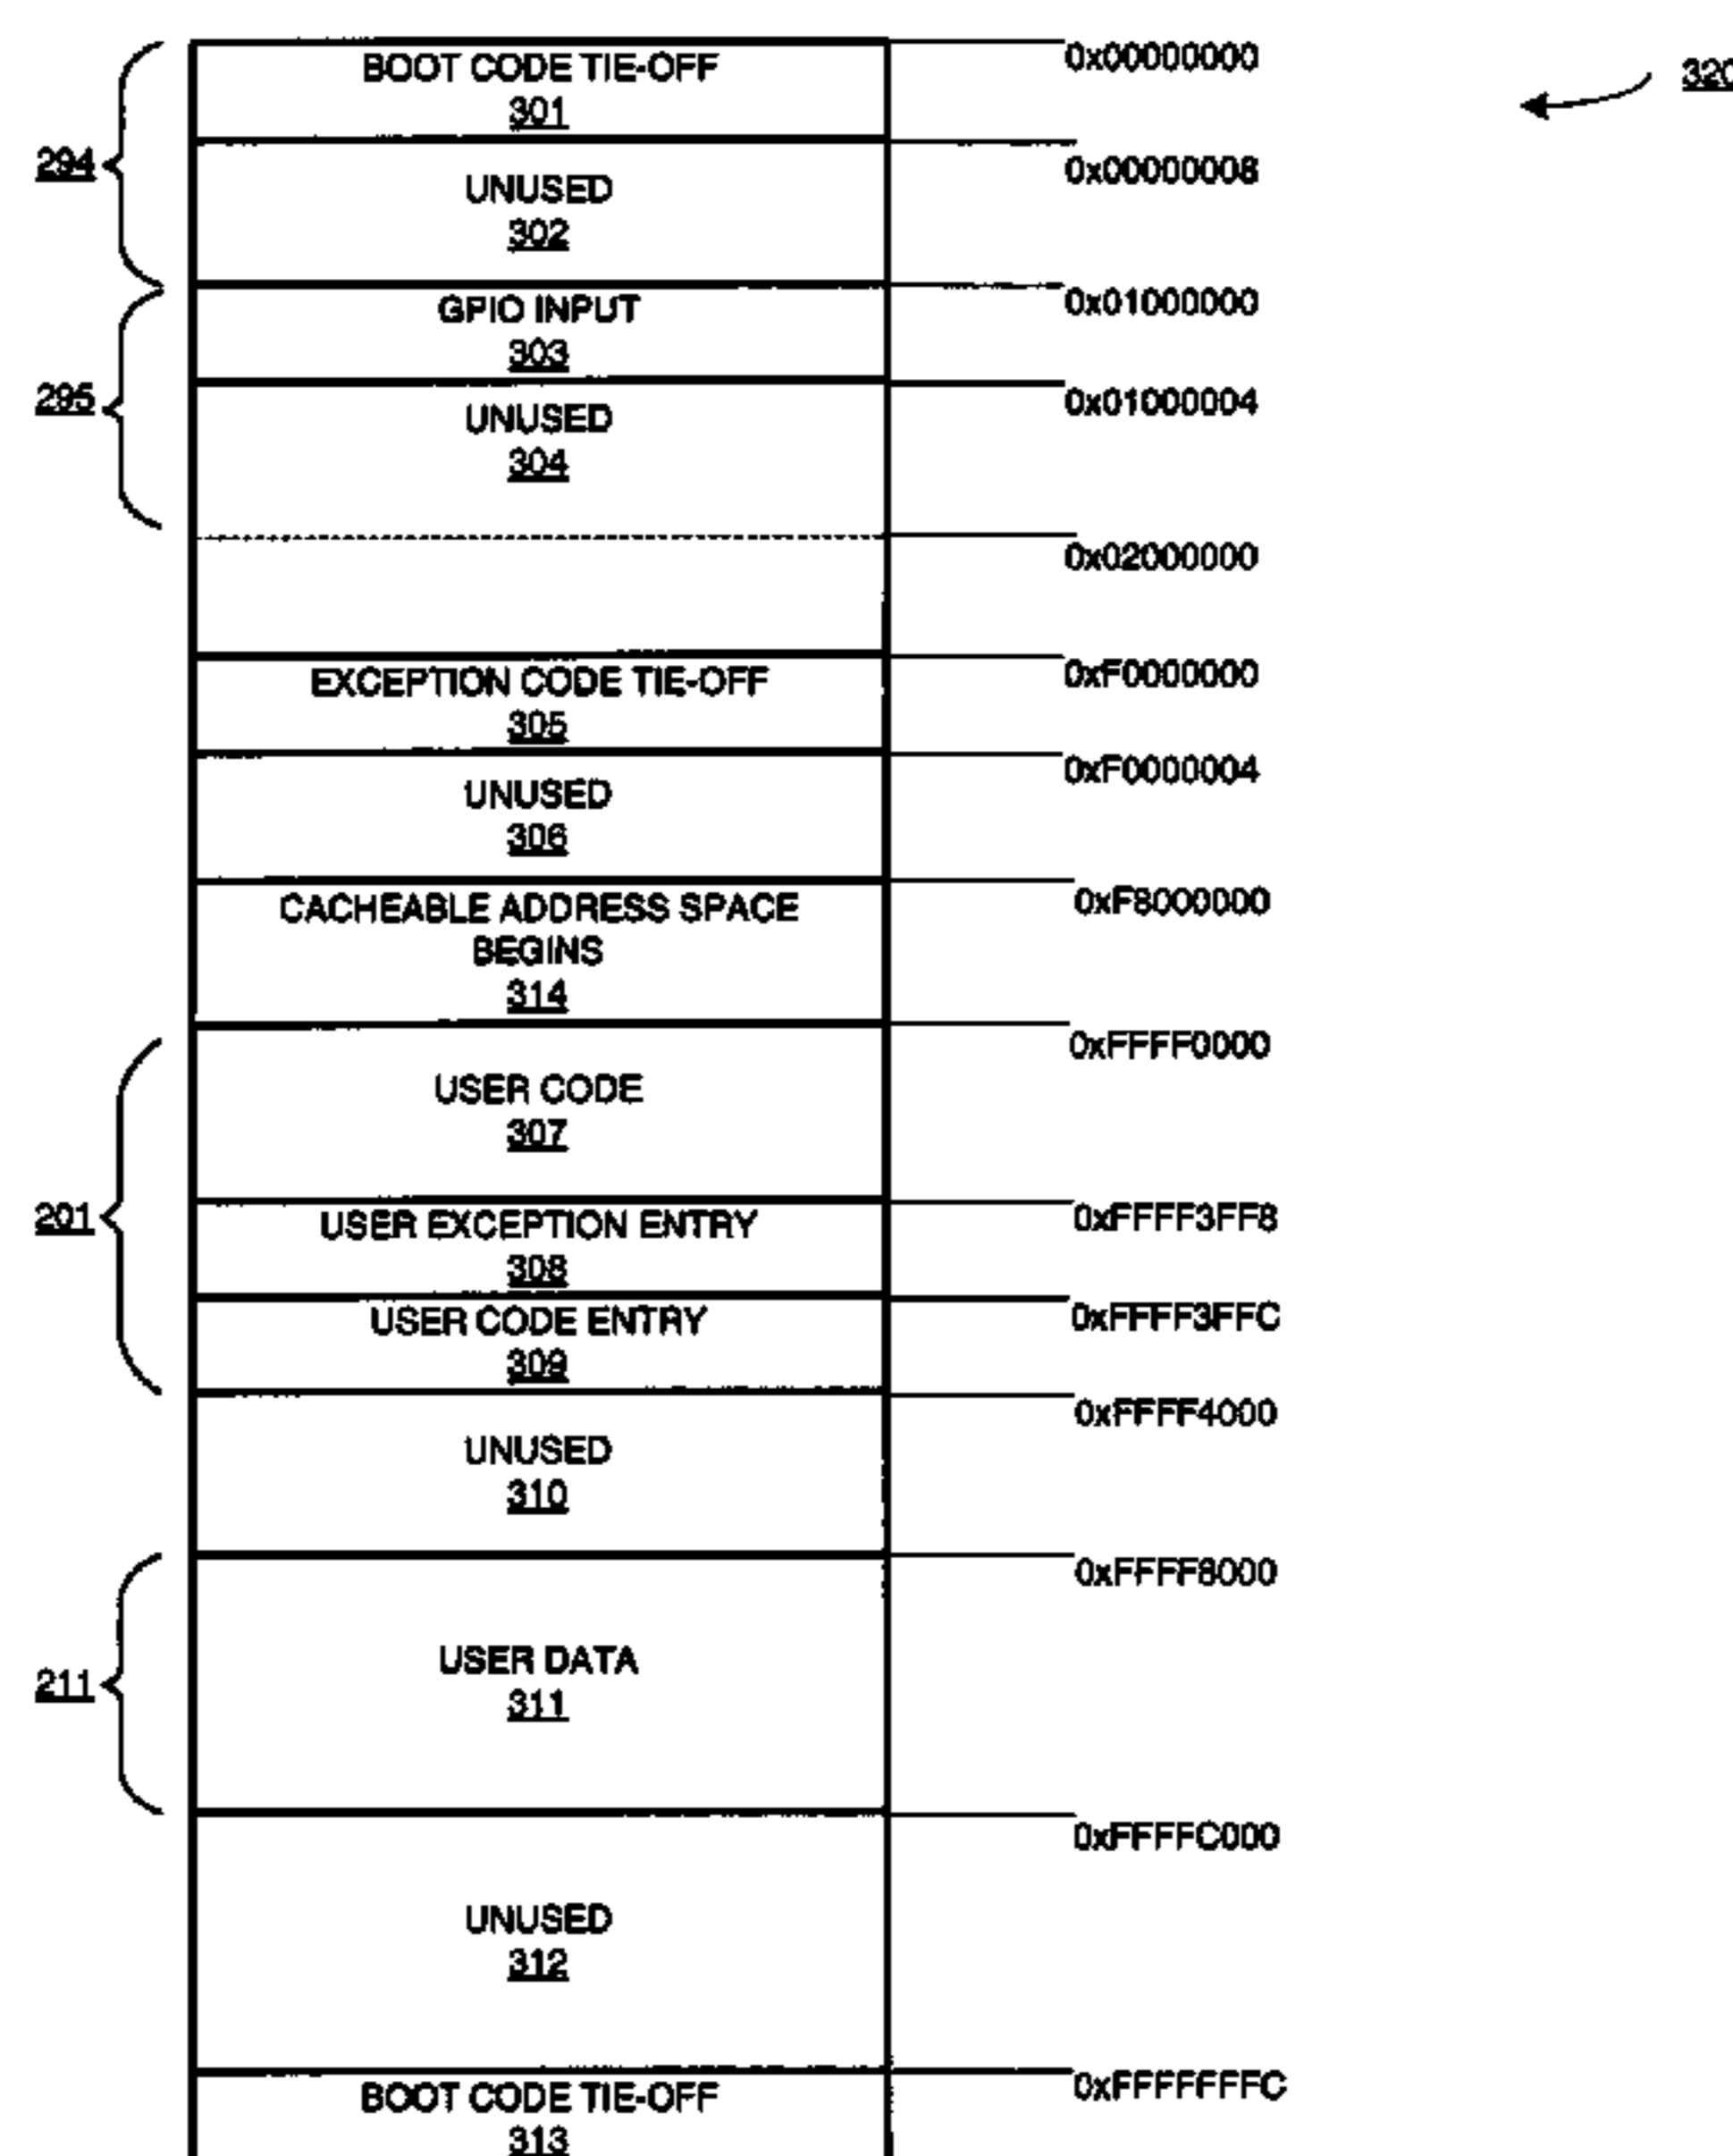 BOOT CODE TIE-OFF
301
0x00000000
320
294
UNUSED
302
0x00000008
GPIO INPUT
303
0x01000000
295
UNUSED
304
0x01000004
0x02000000
EXCEPTION CODE TIE-OFF
305
0xF0000000
UNUSED
306
0xF0000004
CACHEABLE ADDRESS SPACE
BEGINS
314
0xF8000000
USER CODE
307
0xFFFF0000
201
USER EXCEPTION ENTRY
308
0xFFFF3FF8
USER CODE ENTRY
309
0xFFFF3FFC
UNUSED
310
0xFFFF4000
211
USER DATA
311
0xFFFF8000
UNUSED
312
0xFFFFC000
BOOT CODE TIE-OFF
313
0xFFFFFFFC